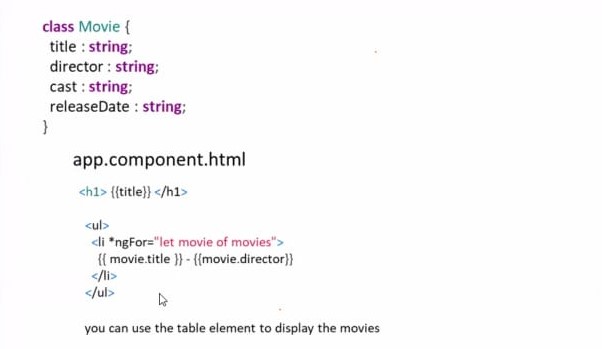 class Movie {
title : string;
director : string;
cast : string;
releaseDate : string;
}
app.component.html
<h1> {{title}} </h1>
<ul>
<li *ngFor="let movie of movies">
{{ movie.title }} - {{movie.director}}
</li>
</ul>
you can use the table element to display the movies